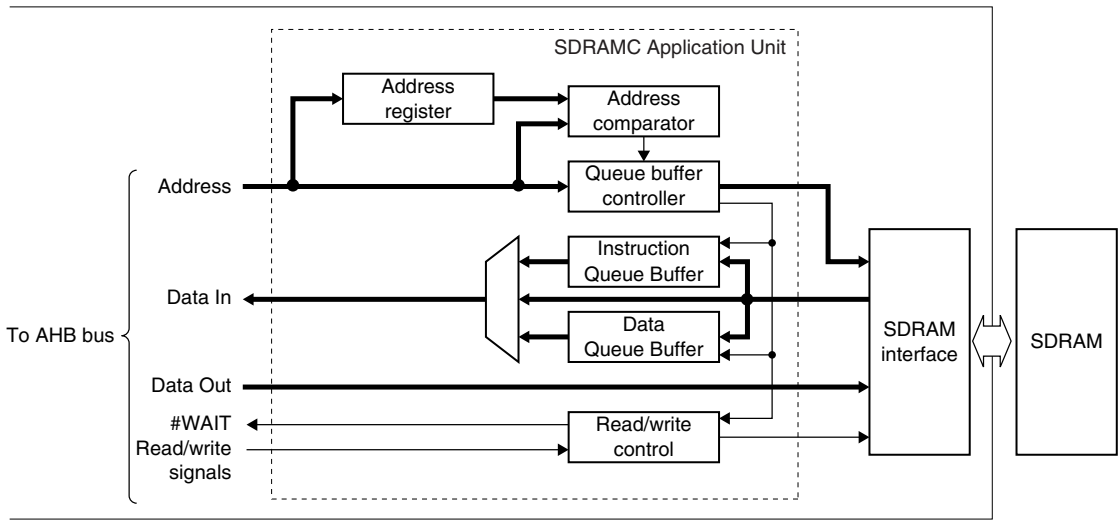 SDRAMC Application Unit
Address
register
Address
comparator
Address
Queue buffer
controller
Instruction
Queue Buffer
Data In
To AHB bus
Data
Queue Buffer
SDRAM
interface
SDRAM
Data Out
#WAIT
Read/write
signals
Read/write
control